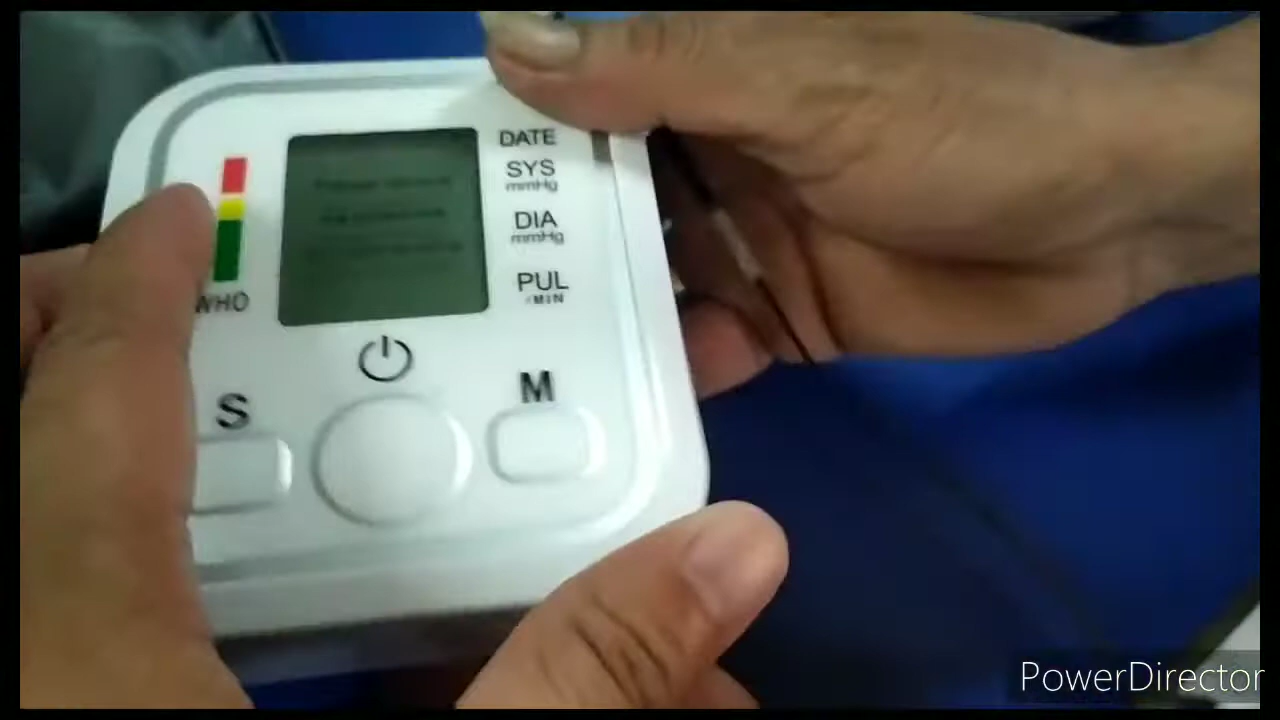 DATE
SYS
mmHg
DIA
mmHg
PUL
/MIN
WHO
S
M
PowerDirector